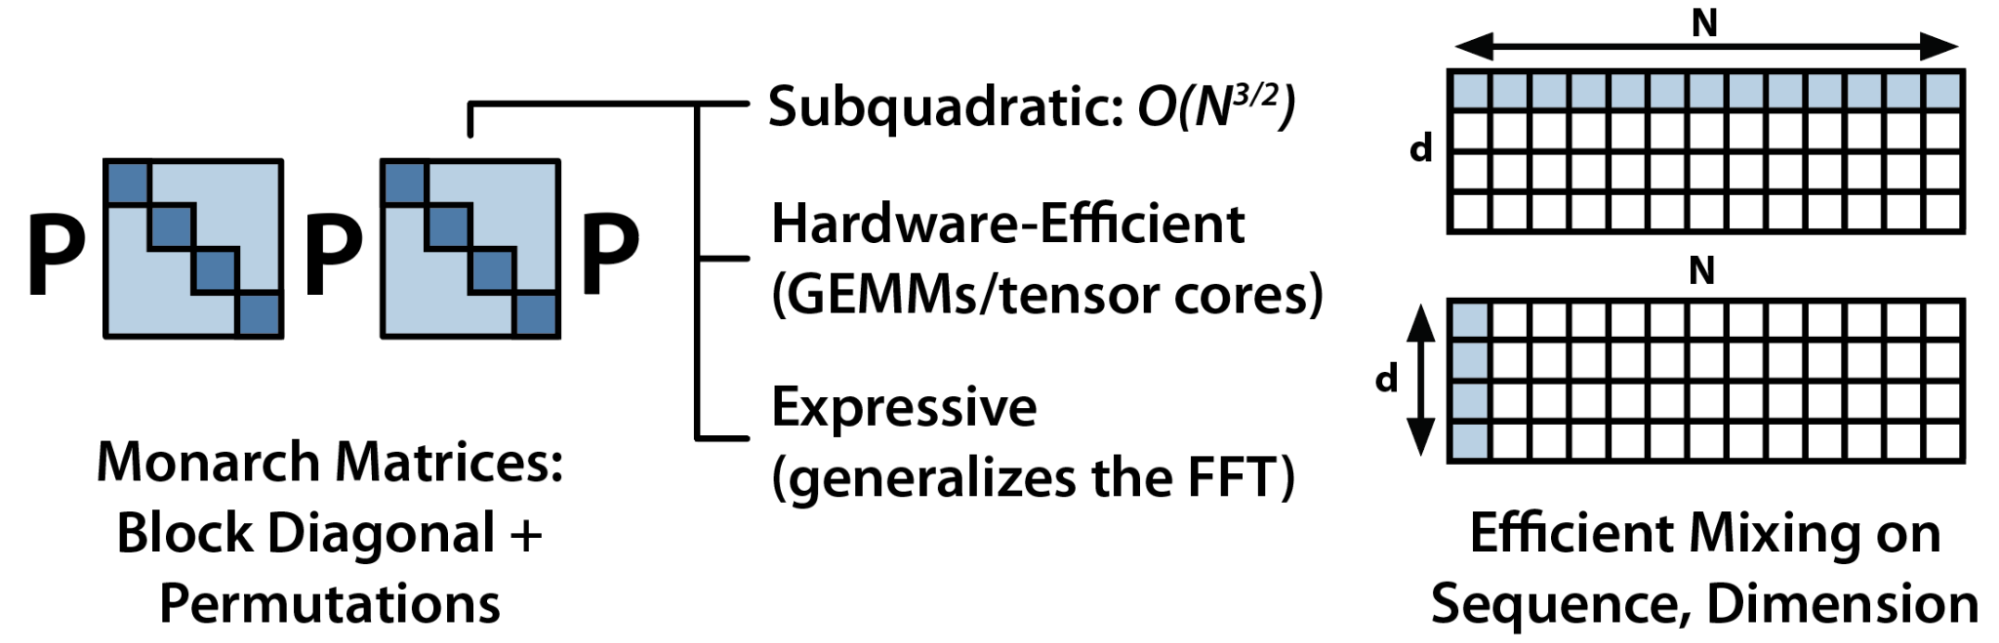 P P P
Monarch Matrices:
Block Diagonal +
Permutations
Subquadratic: O(N^{3/2})
Hardware-Efficient
(GEMMs/tensor cores)
Expressive
(generalizes the FFT)
N
d
N
d
Efficient Mixing on
Sequence, Dimension